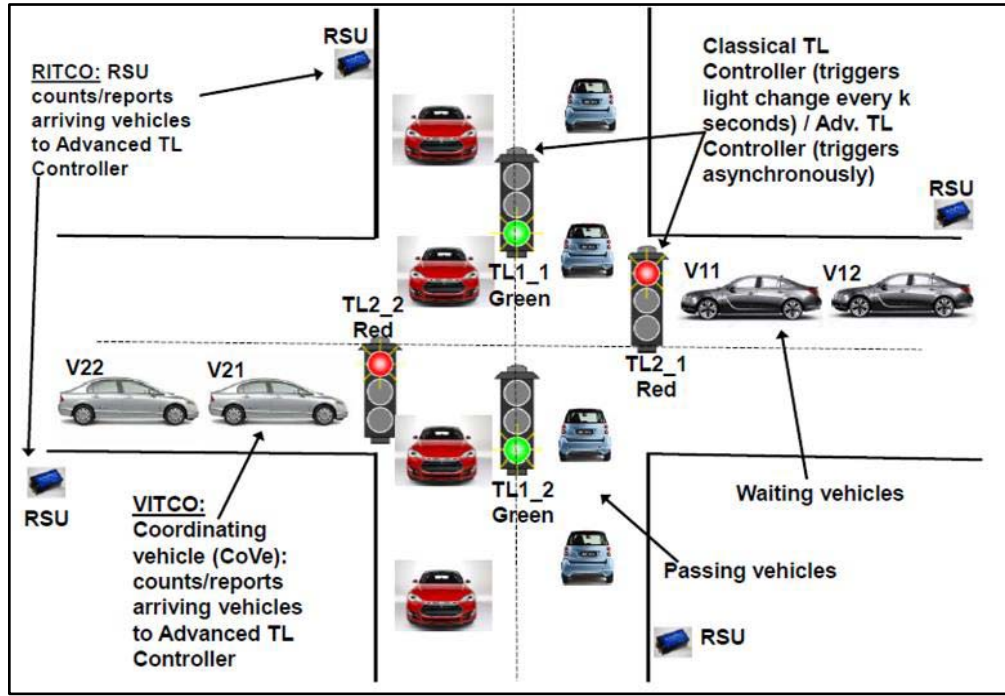 RSU
RITCO: RSU
counts/reports
arriving vehicles
to Advanced TL
Controller
Classical TL
Controller (triggers
light change every k
seconds) / Adv. TL
Controller (triggers
asynchronously)
RSU
TL1_1
Green
V11
V12
TL2_2
Red
TL2_1
Red
V22
V21
TL1_2
Green
RSU
VITCO:
Coordinating
vehicle (CoVe):
counts/reports
arriving vehicles
to Advanced TL
Controller
Waiting vehicles
Passing vehicles
RSU